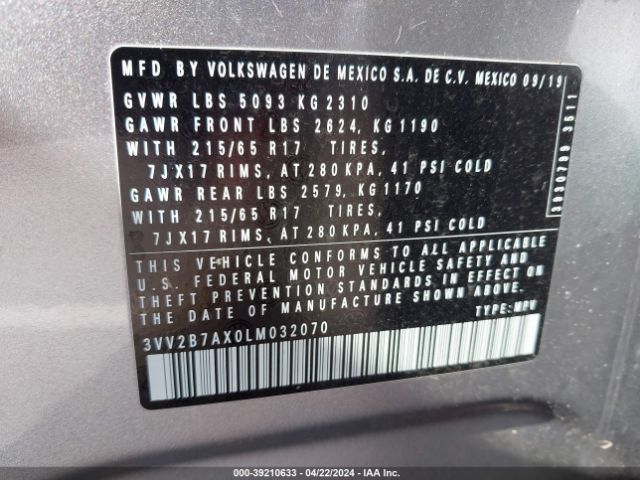 MFD BY VOLKSWAGEN DE MEXICO S.A. DE C.V. MEXICO 09/19
GVWR LBS 5093 KG 2310
GAWR FRONT LBS 2624, KG 1190
WITH 215/65 R17 TIRES,
7JX17 RIMS, AT 280 KPA, 41 PSI COLD
GAWR REAR LBS 2579, KG 1170
WITH 215/65 R17 TIRES,
7JX17 RIMS, AT 280 KPA, 41 PSI COLD
THIS VEHICLE CONFORMS TO ALL APPLICABLE
U.S. FEDERAL MOTOR VEHICLE SAFETY AND
THEFT PREVENTION STANDARDS IN EFFECT ON
THE DATE OF MANUFACTURE SHOWN ABOVE.
TYPE: MPV
3VV2B7AX0LM032070
3511
000-39210633 - 04/22/2024 - IAA Inc.